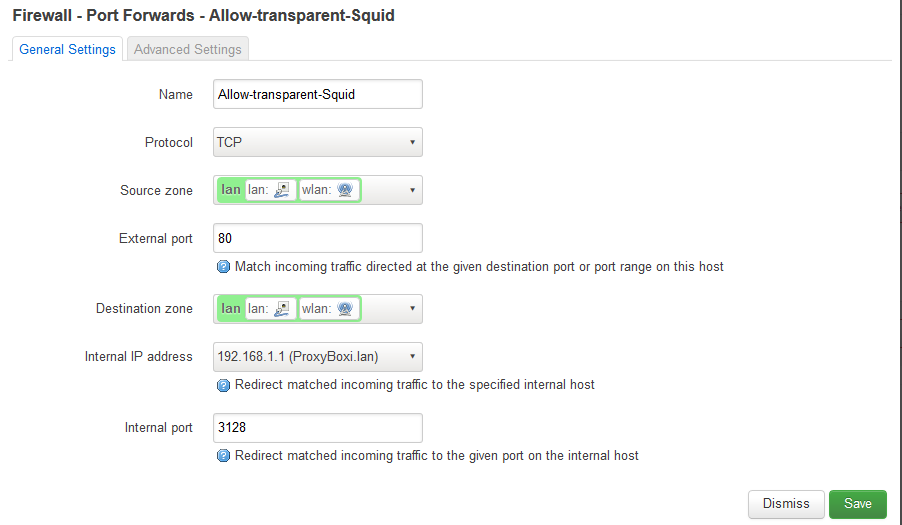 Firewall - Port Forwards - Allow-transparent-Squid
General Settings Advanced Settings
Name Allow-transparent-Squid
Protocol TCP
Source zone lan lan: wlan:
External port 80
Match incoming traffic directed at the given destination port or port range on this host
Destination zone lan lan: wlan:
Internal IP address 192.168.1.1 (ProxyBoxi.lan)
Redirect matched incoming traffic to the specified internal host
Internal port 3128
Redirect matched incoming traffic to the given port on the internal host
Dismiss Save